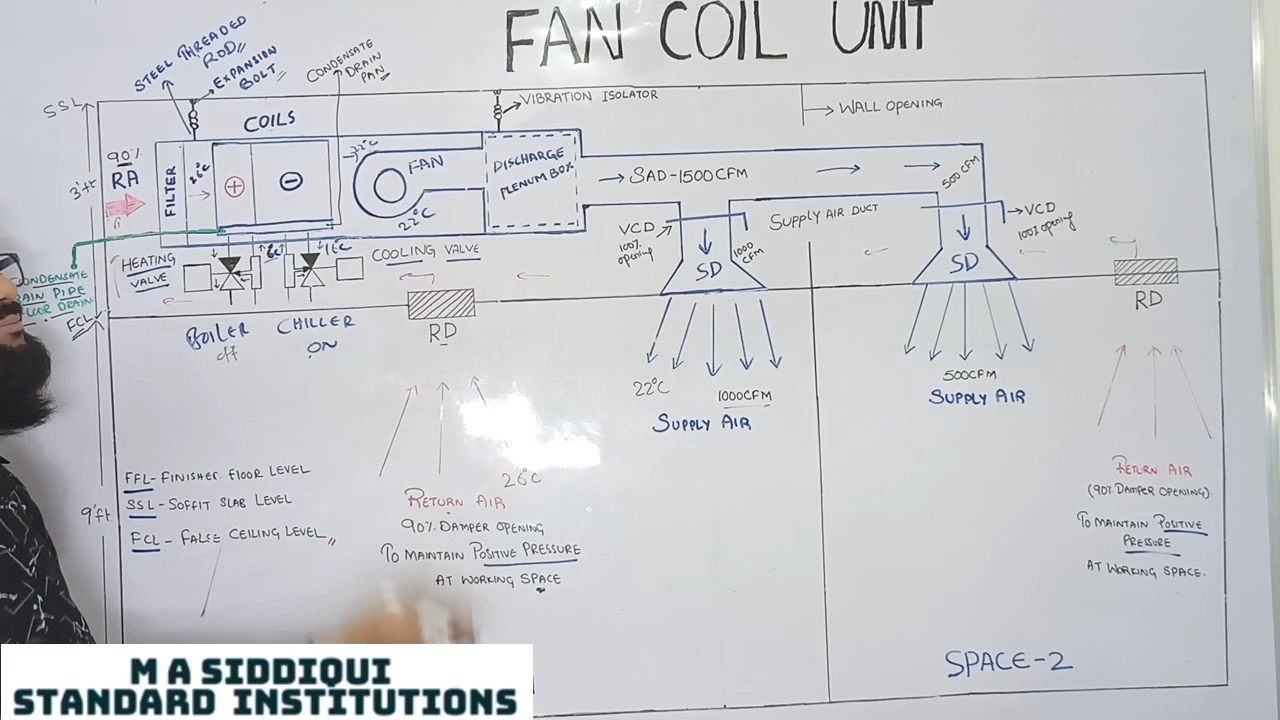 FAN COIL UNIT
STEEL THREADED
ROD
EXPANSION
BOLT
CONDENSATE
DRAIN
PAN
SSL
VIBRATION ISOLATOR
WALL OPENING
COILS
90%
RA
3'ft
FILTER
26°C
+
-
FAN
22°C
DISCHARGE
PLENUM BOX
SAD-1500CFM
500 CFM
SUPPLY AIR DUCT
VCD
100%
opening
1000
CFM
SD
VCD
100%
opening
SD
RD
HEATING
VALVE
COOLING VALVE
6°C
CONDENSATE
DRAIN PIPE
FCL
BOILER
off
CHILLER
ON
RD
22°C
1000CFM
SUPPLY AIR
500CFM
SUPPLY AIR
26°C
FFL-FINISHER FLOOR LEVEL
SSL-SOFFIT SLAB LEVEL
FCL-FALSE CEILING LEVEL
9'ft
RETURN AIR
90% DAMPER OPENING
TO MAINTAIN POSITIVE PRESSURE
AT WORKING SPACE
RETURN AIR
(90% DAMPER OPENING)
TO MAINTAIN POSITIVE
PRESSURE
AT WORKING SPACE.
SPACE-2
M A SIDDIQUI
STANDARD INSTITUTIONS